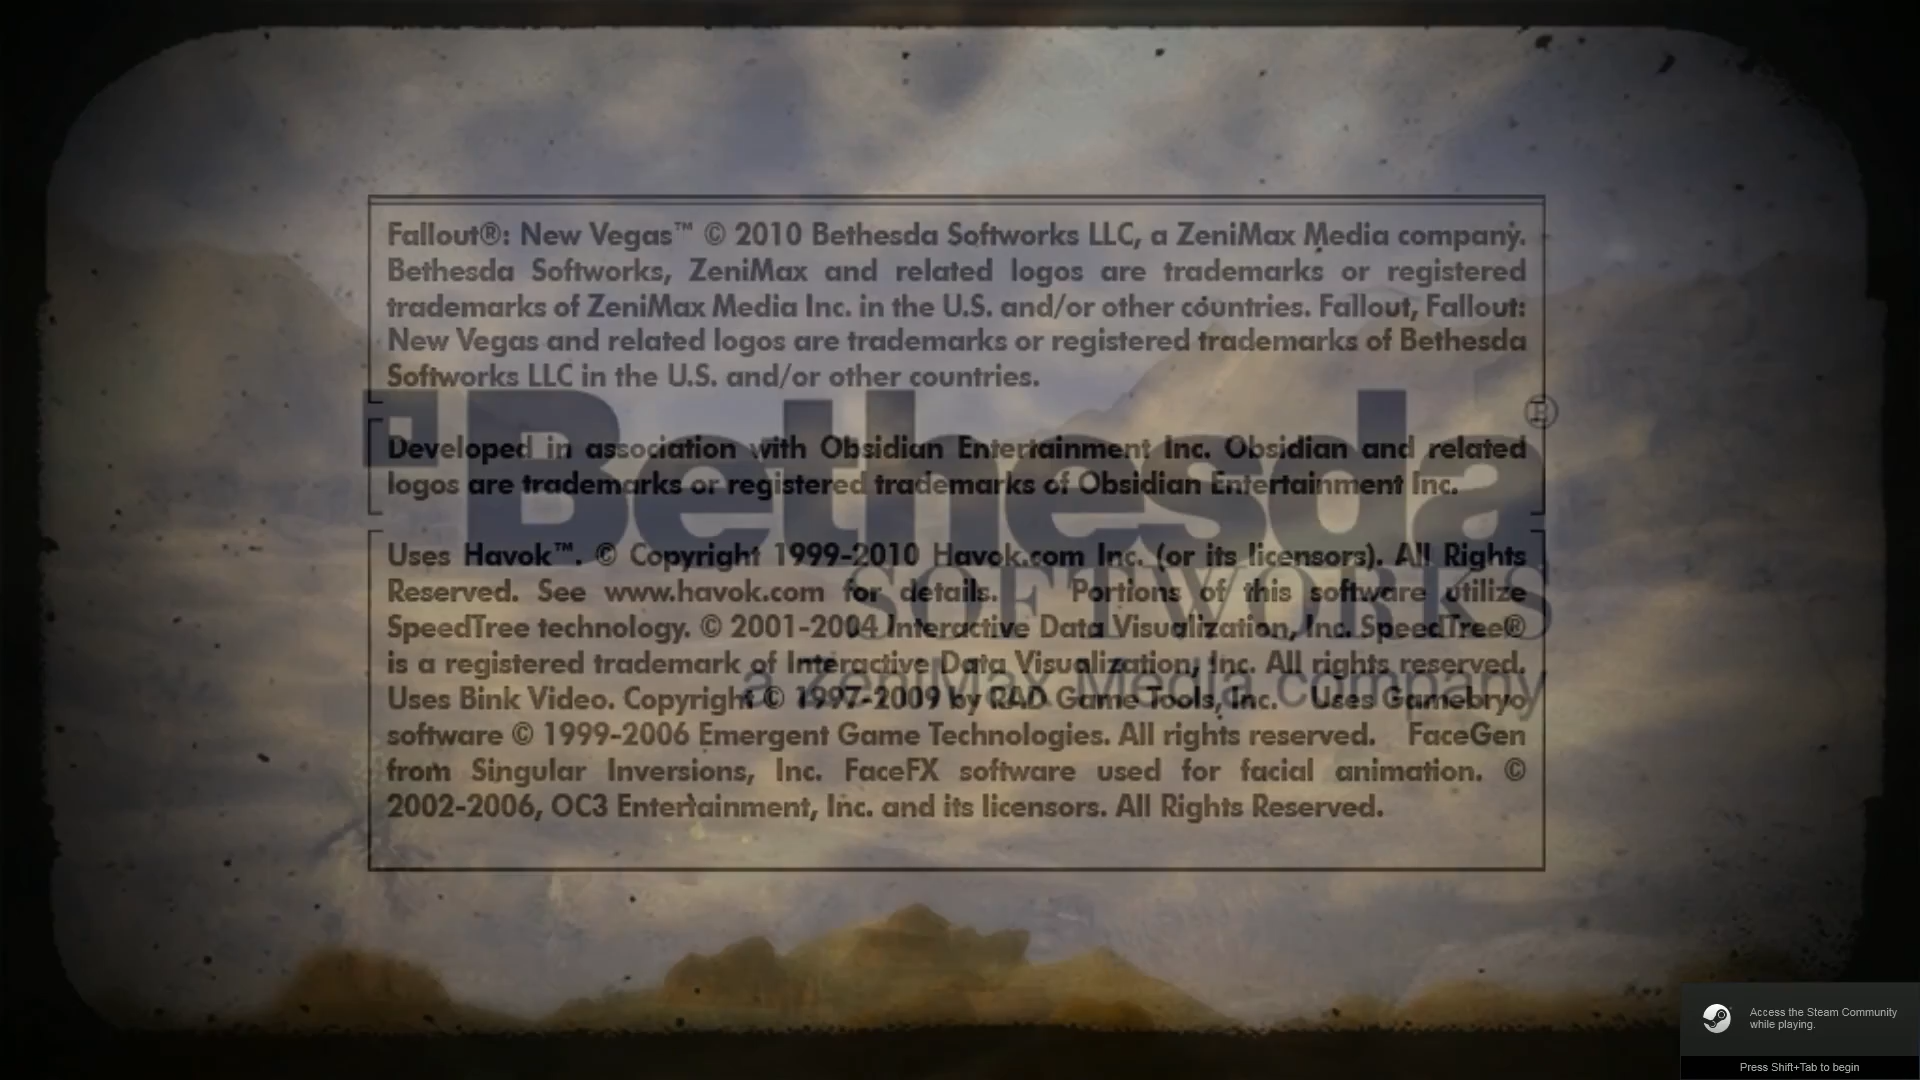 Fallout®: New Vegas™ © 2010 Bethesda Softworks LLC, a ZeniMax Media company.
Bethesda Softworks, ZeniMax and related logos are trademarks or registered
trademarks of ZeniMax Media Inc. in the U.S. and/or other countries. Fallout, Fallout:
New Vegas and related logos are trademarks or registered trademarks of Bethesda
Softworks LLC in the U.S. and/or other countries.
Bethesda®
Developed in association with Obsidian Entertainment Inc. Obsidian and related
logos are trademarks or registered trademarks of Obsidian Entertainment Inc.
Uses Havok™. © Copyright 1999-2010 Havok.com Inc. (or its licensors). All Rights
Reserved. See www.havok.com for details. Portions of this software utilize
SOFTWORKS
SpeedTree technology. © 2001-2004 Interactive Data Visualization, Inc. SpeedTree®
is a registered trademark of Interactive Data Visualization, Inc. All rights reserved.
a ZeniMax Media company
Uses Bink Video. Copyright © 1997-2009 by RAD Game Tools, Inc. Uses Gamebryo
software © 1999-2006 Emergent Game Technologies. All rights reserved. FaceGen
from Singular Inversions, Inc. FaceFX software used for facial animation. ©
2002-2006, OC3 Entertainment, Inc. and its licensors. All Rights Reserved.
Access the Steam Community
while playing.
Press Shift+Tab to begin